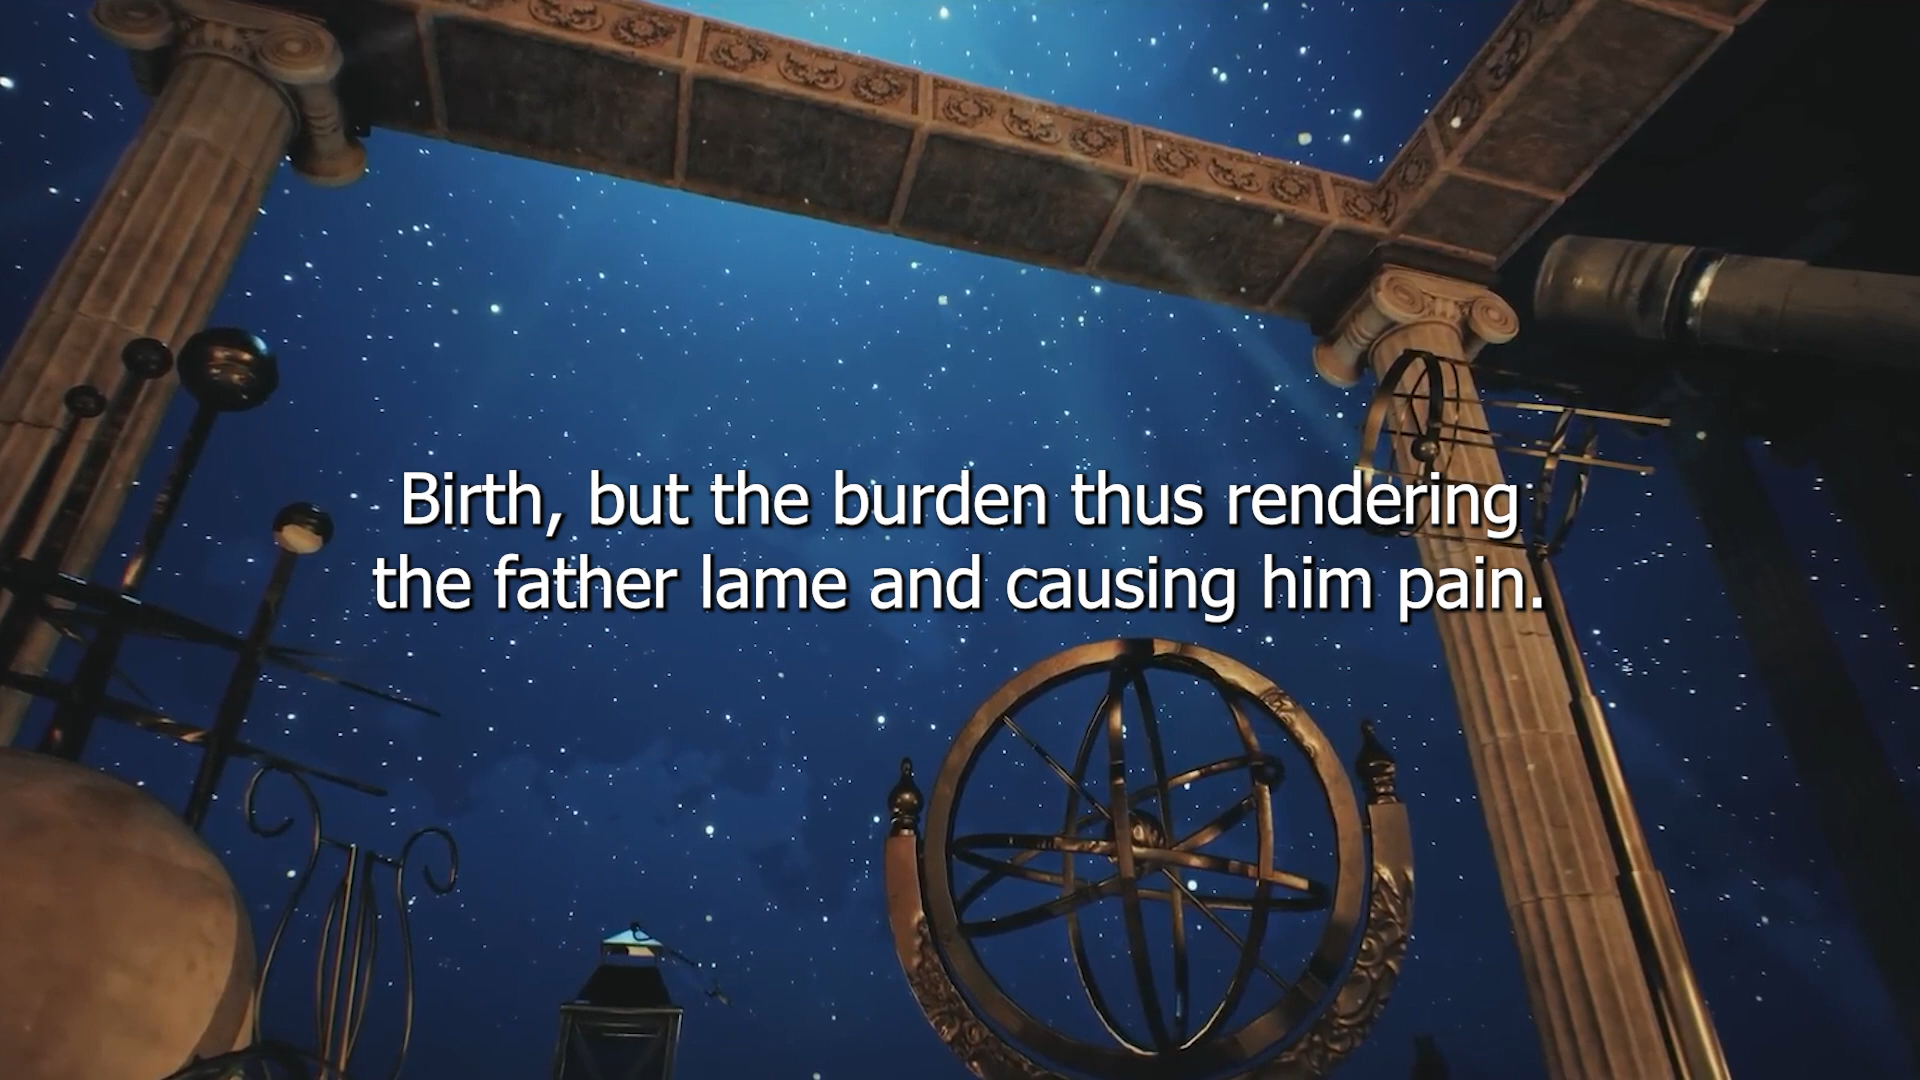 Birth, but the burden thus rendering
the father lame and causing him pain.